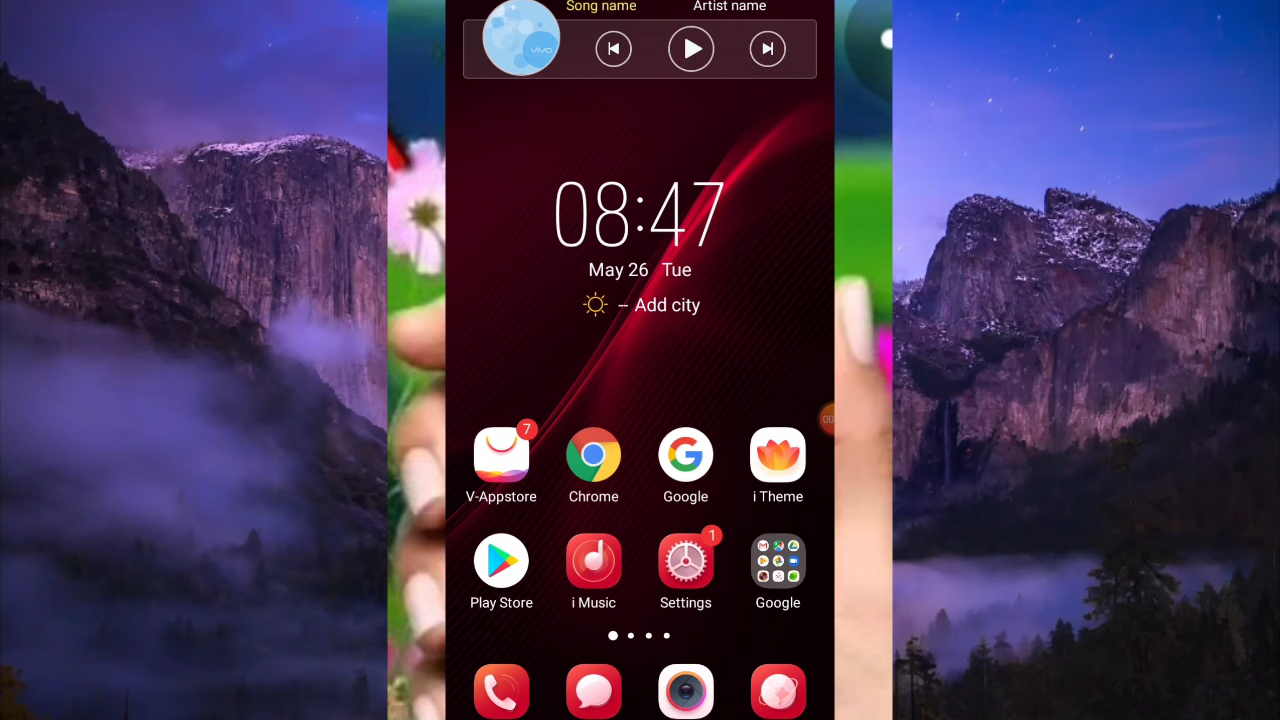 Song name Artist name
vivo
08:47
May 26 Tue
-- Add city
7
V-Appstore Chrome Google i Theme
1
Play Store i Music Settings Google